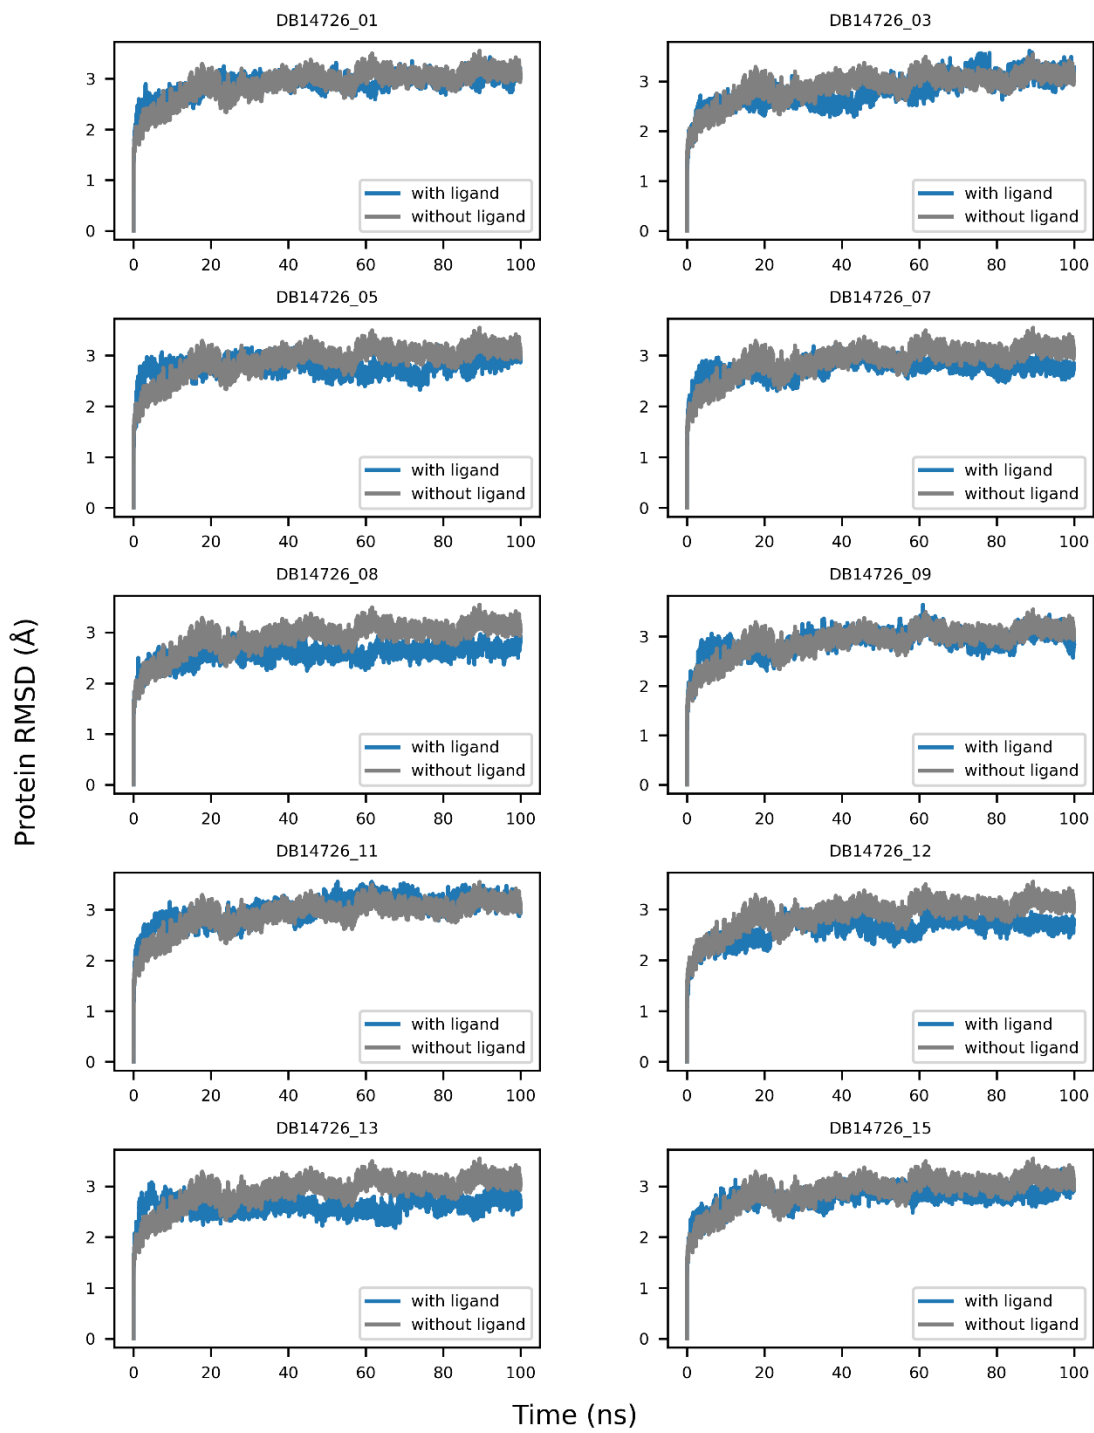 DB14726_01
3
2
1
0
0 20 40 60 80 100
with ligand
without ligand
DB14726_03
3
2
1
0
0 20 40 60 80 100
with ligand
without ligand
DB14726_05
3
2
1
0
0 20 40 60 80 100
with ligand
without ligand
DB14726_07
3
2
1
0
0 20 40 60 80 100
with ligand
without ligand
DB14726_08
3
2
1
0
0 20 40 60 80 100
with ligand
without ligand
DB14726_09
3
2
1
0
0 20 40 60 80 100
with ligand
without ligand
DB14726_11
3
2
1
0
0 20 40 60 80 100
with ligand
without ligand
DB14726_12
3
2
1
0
0 20 40 60 80 100
with ligand
without ligand
DB14726_13
3
2
1
0
0 20 40 60 80 100
with ligand
without ligand
DB14726_15
3
2
1
0
0 20 40 60 80 100
with ligand
without ligand
Protein RMSD (Å)
Time (ns)